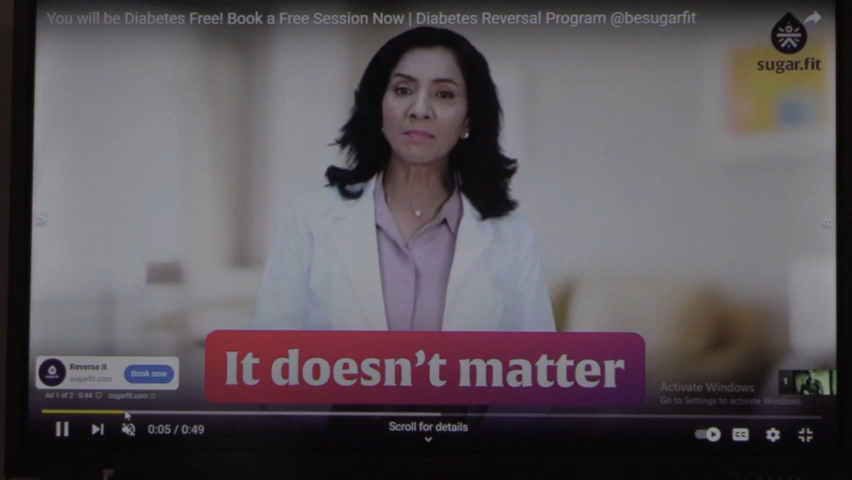 You will be Diabetes Free! Book a Free Session Now | Diabetes Reversal Program @besugarfit
sugar.fit
It doesn't matter
Reverse It
sugarfit.com
Book now
Ad 1 of 2 · 0:44
sugarfit.com
Activate Windows
Go to Settings to activate Windows.
1
0:05 / 0:49
Scroll for details
CC